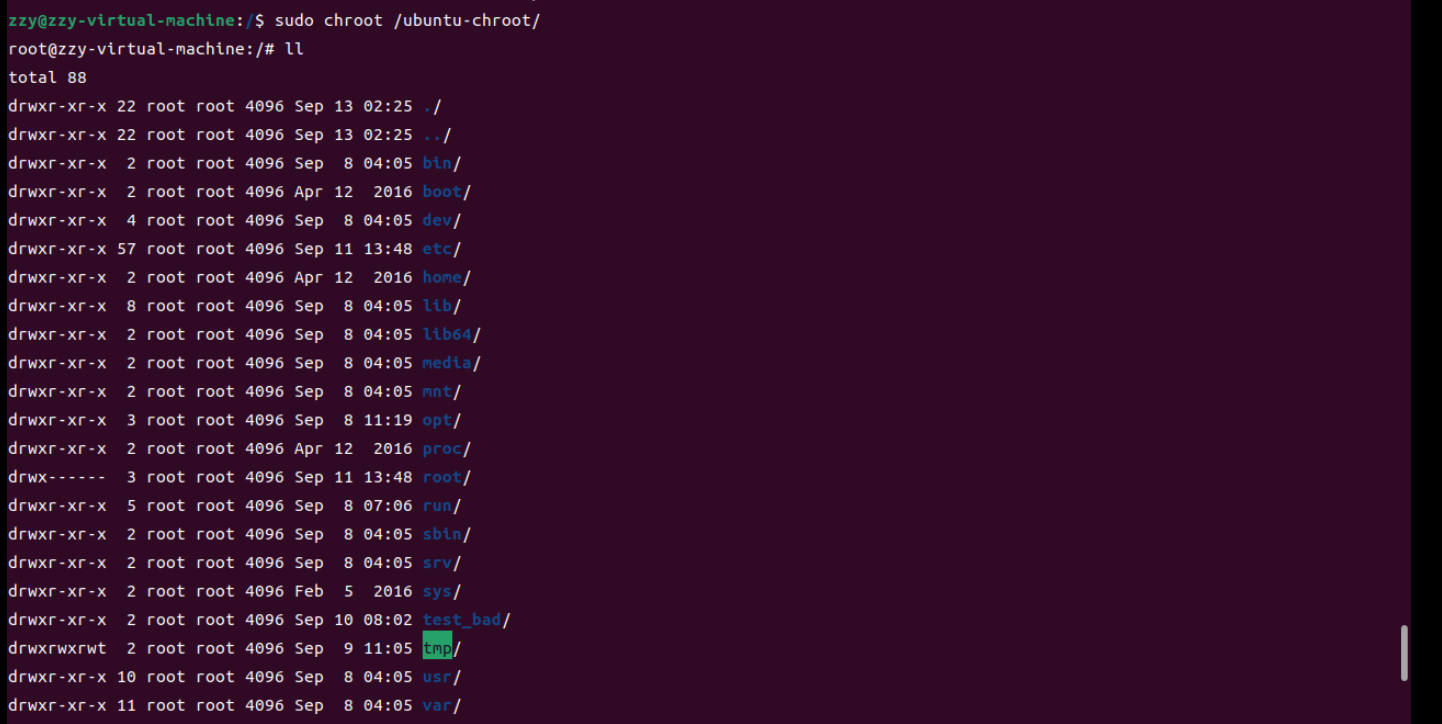 zzy@zzy-virtual-machine:/$ sudo chroot /ubuntu-chroot/
root@zzy-virtual-machine:/# ll
total 88
drwxr-xr-x 22 root root 4096 Sep 13 02:25 ./
drwxr-xr-x 22 root root 4096 Sep 13 02:25 ../
drwxr-xr-x  2 root root 4096 Sep  8 04:05 bin/
drwxr-xr-x  2 root root 4096 Apr 12  2016 boot/
drwxr-xr-x  4 root root 4096 Sep  8 04:05 dev/
drwxr-xr-x 57 root root 4096 Sep 11 13:48 etc/
drwxr-xr-x  2 root root 4096 Apr 12  2016 home/
drwxr-xr-x  8 root root 4096 Sep  8 04:05 lib/
drwxr-xr-x  2 root root 4096 Sep  8 04:05 lib64/
drwxr-xr-x  2 root root 4096 Sep  8 04:05 media/
drwxr-xr-x  2 root root 4096 Sep  8 04:05 mnt/
drwxr-xr-x  3 root root 4096 Sep  8 11:19 opt/
drwxr-xr-x  2 root root 4096 Apr 12  2016 proc/
drwx------  3 root root 4096 Sep 11 13:48 root/
drwxr-xr-x  5 root root 4096 Sep  8 07:06 run/
drwxr-xr-x  2 root root 4096 Sep  8 04:05 sbin/
drwxr-xr-x  2 root root 4096 Sep  8 04:05 srv/
drwxr-xr-x  2 root root 4096 Feb  5  2016 sys/
drwxr-xr-x  2 root root 4096 Sep 10 08:02 test_bad/
drwxrwxrwt  2 root root 4096 Sep  9 11:05 tmp/
drwxr-xr-x 10 root root 4096 Sep  8 04:05 usr/
drwxr-xr-x 11 root root 4096 Sep  8 04:05 var/